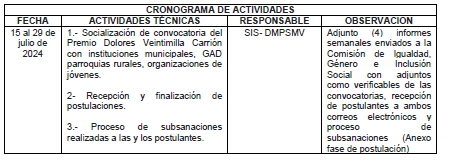 CRONOGRAMA DE ACTIVIDADES
FECHA
ACTIVIDADES TÉCNICAS
RESPONSABLE
OBSERVACION
15 al 29 de
julio de
2024
1.- Socialización de convocatoria del
Premio Dolores Veintimilla Carrión
con instituciones municipales, GAD
parroquias rurales, organizaciones de
jóvenes.
2- Recepción y finalización de
postulaciones.
3.- Proceso de subsanaciones
realizadas a las y los postulantes.
SIS- DMPSMV
Adjunto (4) informes
semanales enviados a la
Comisión de Igualdad,
Género e Inclusión
Social con adjuntos
como verificables de las
convocatorias, recepción
de postulantes a ambos
correos electrónicos y
proceso de
subsanaciones (Anexo
fase de postulación)